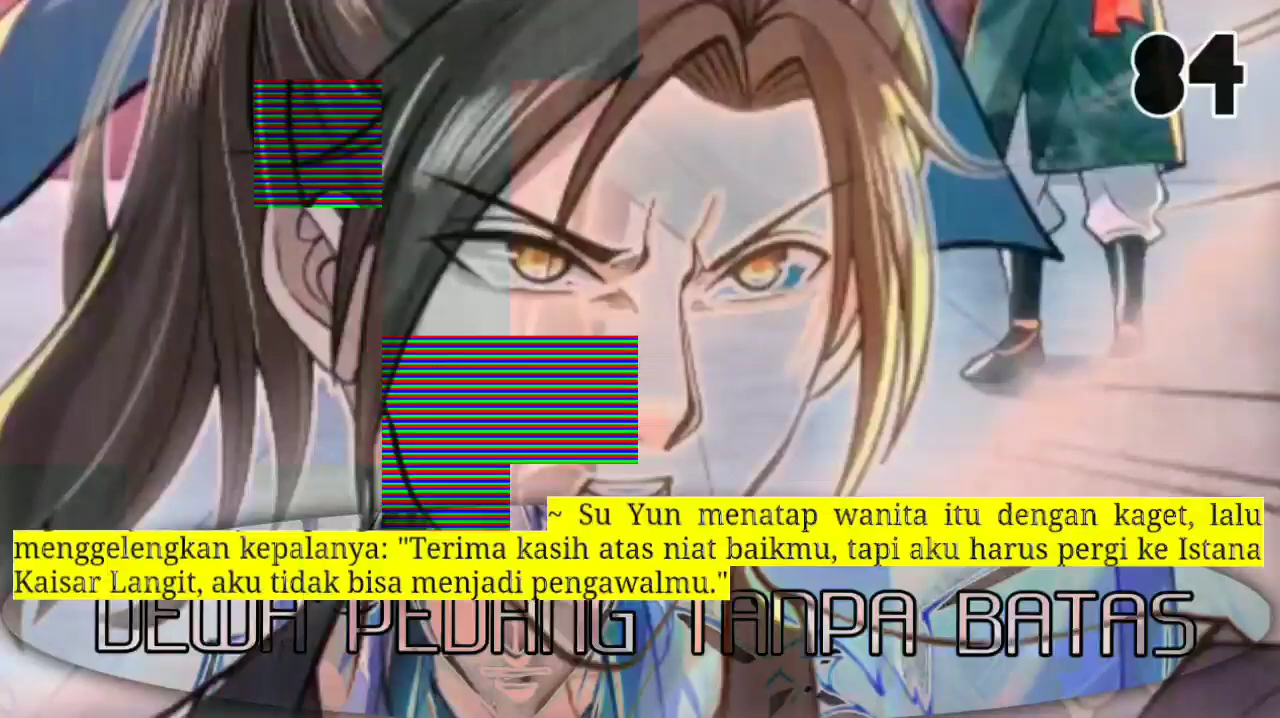 84
~ Su Yun menatap wanita itu dengan kaget, lalu
menggelengkan kepalanya: "Terima kasih atas niat baikmu, tapi aku harus pergi ke Istana
Kaisar Langit, aku tidak bisa menjadi pengawalmu."
DEWA PEDANG TANPA BATAS